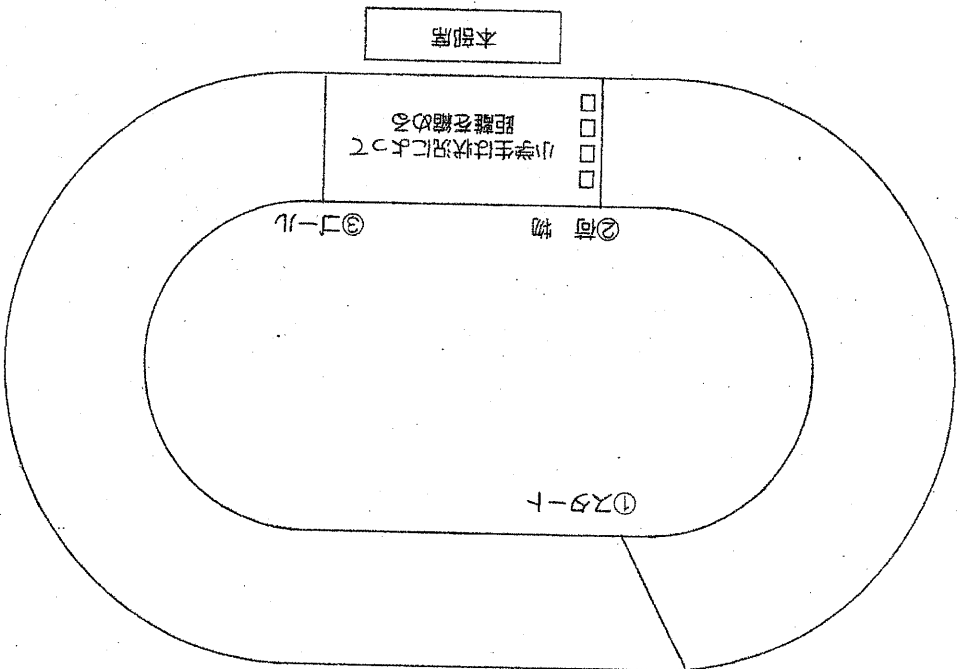 ①スタート
②荷 物
③ゴール
小学生は状況によって
距離を縮める
本部席